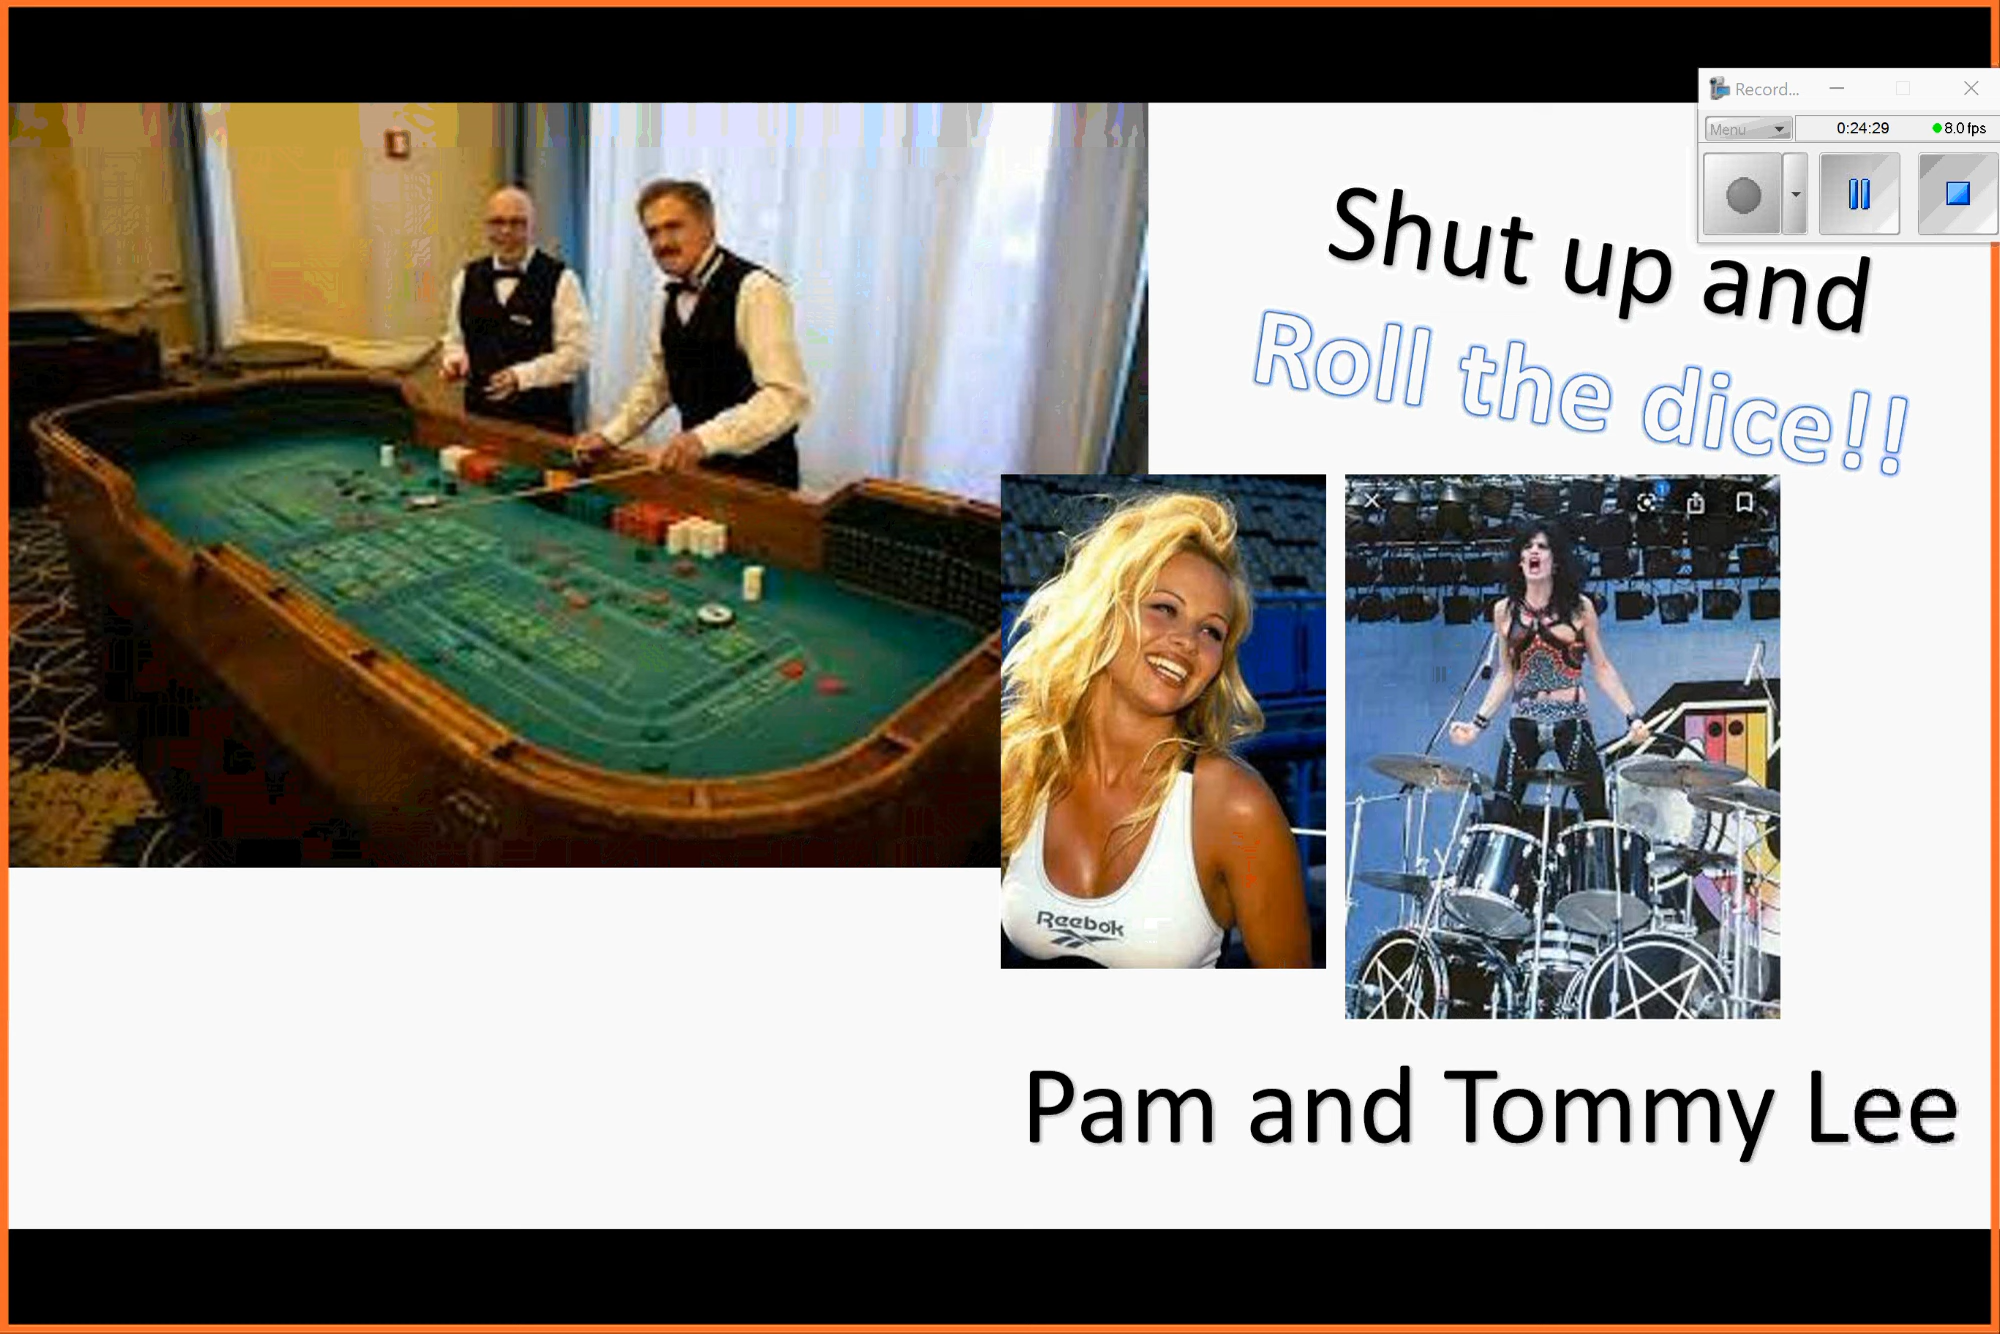 Record...
Menu
0:24:29
8.0 fps
Shut up and
Roll the dice!!
1
Reebok
Pam and Tommy Lee